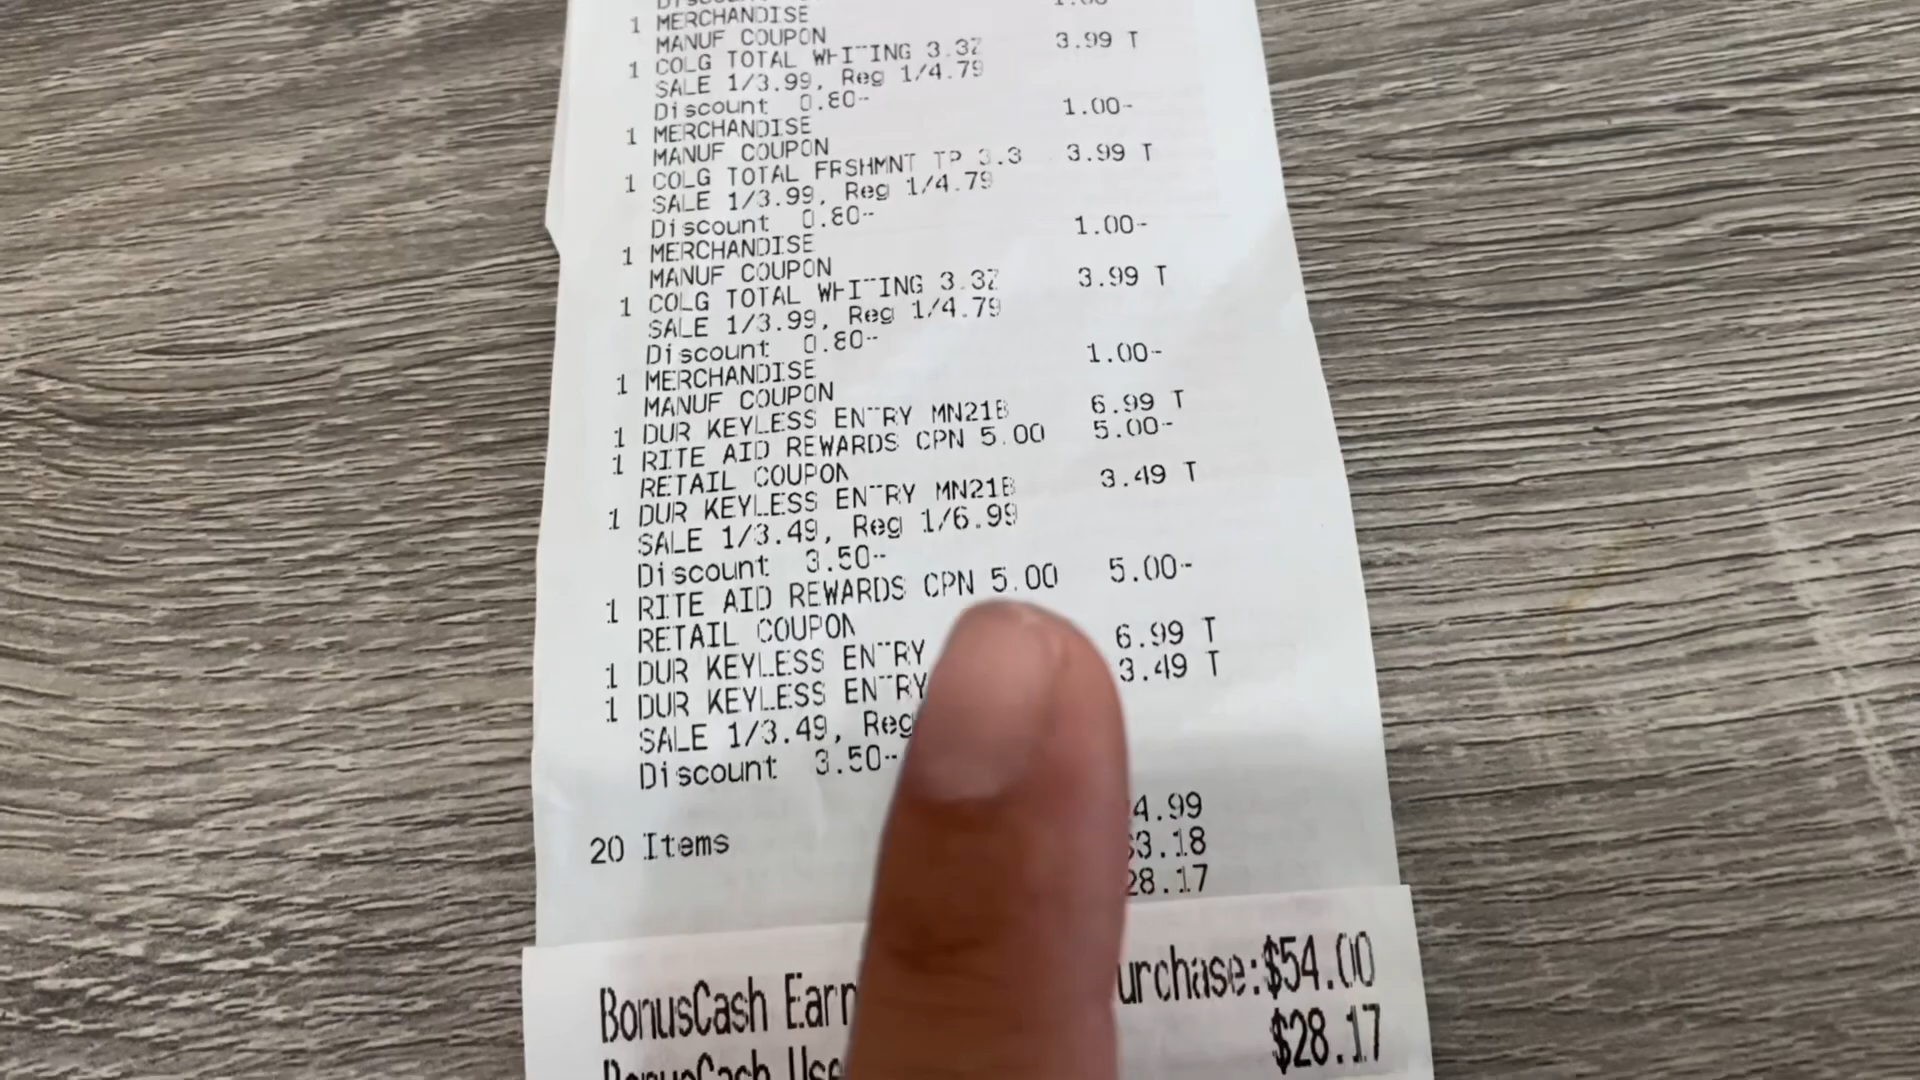 1 MERCHANDISE
MANUF COUPON
1 COLG TOTAL WHITING 3.3Z 3.99 T
SALE 1/3.99, Reg 1/4.79
Discount 0.80-
1 MERCHANDISE 1.00-
MANUF COUPON
1 COLG TOTAL FRSHMNT TP 3.3 3.99 T
SALE 1/3.99, Reg 1/4.79
Discount 0.80-
1 MERCHANDISE 1.00-
MANUF COUPON
1 COLG TOTAL WHITING 3.3Z 3.99 T
SALE 1/3.99, Reg 1/4.79
Discount 0.80-
1 MERCHANDISE 1.00-
MANUF COUPON
1 DUR KEYLESS ENTRY MN21B 6.99 T
1 RITE AID REWARDS CPN 5.00 5.00-
RETAIL COUPON
1 DUR KEYLESS ENTRY MN21B 3.49 T
SALE 1/3.49, Reg 1/6.99
Discount 3.50-
1 RITE AID REWARDS CPN 5.00 5.00-
RETAIL COUPON
1 DUR KEYLESS ENTRY 6.99 T
1 DUR KEYLESS ENTRY 3.49 T
SALE 1/3.49, Reg
Discount 3.50-
4.99
20 Items 3.18
28.17
BonusCash Earn urchase:$54.00
BonusCash Use $28.17